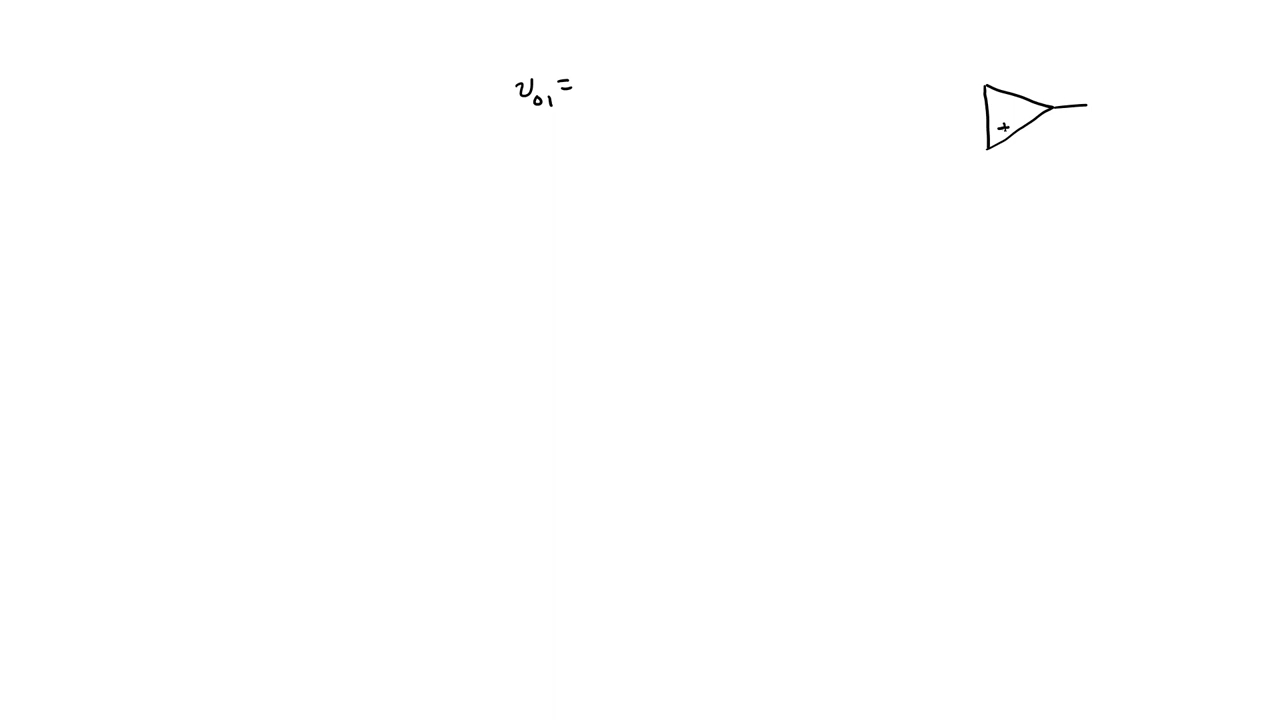 v₀₁ =
+